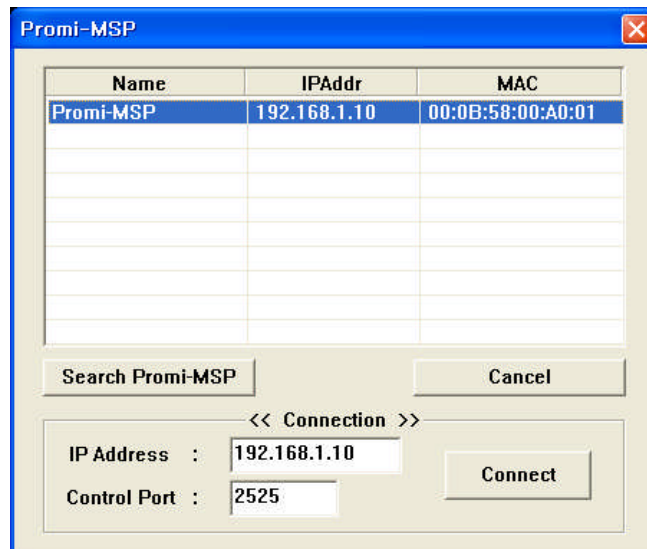 Promi-MSP
Name IPAddr MAC
Promi-MSP 192.168.1.10 00:0B:58:00:A0:01
Search Promi-MSP Cancel
<< Connection >>
IP Address : 192.168.1.10
Connect
Control Port : 2525